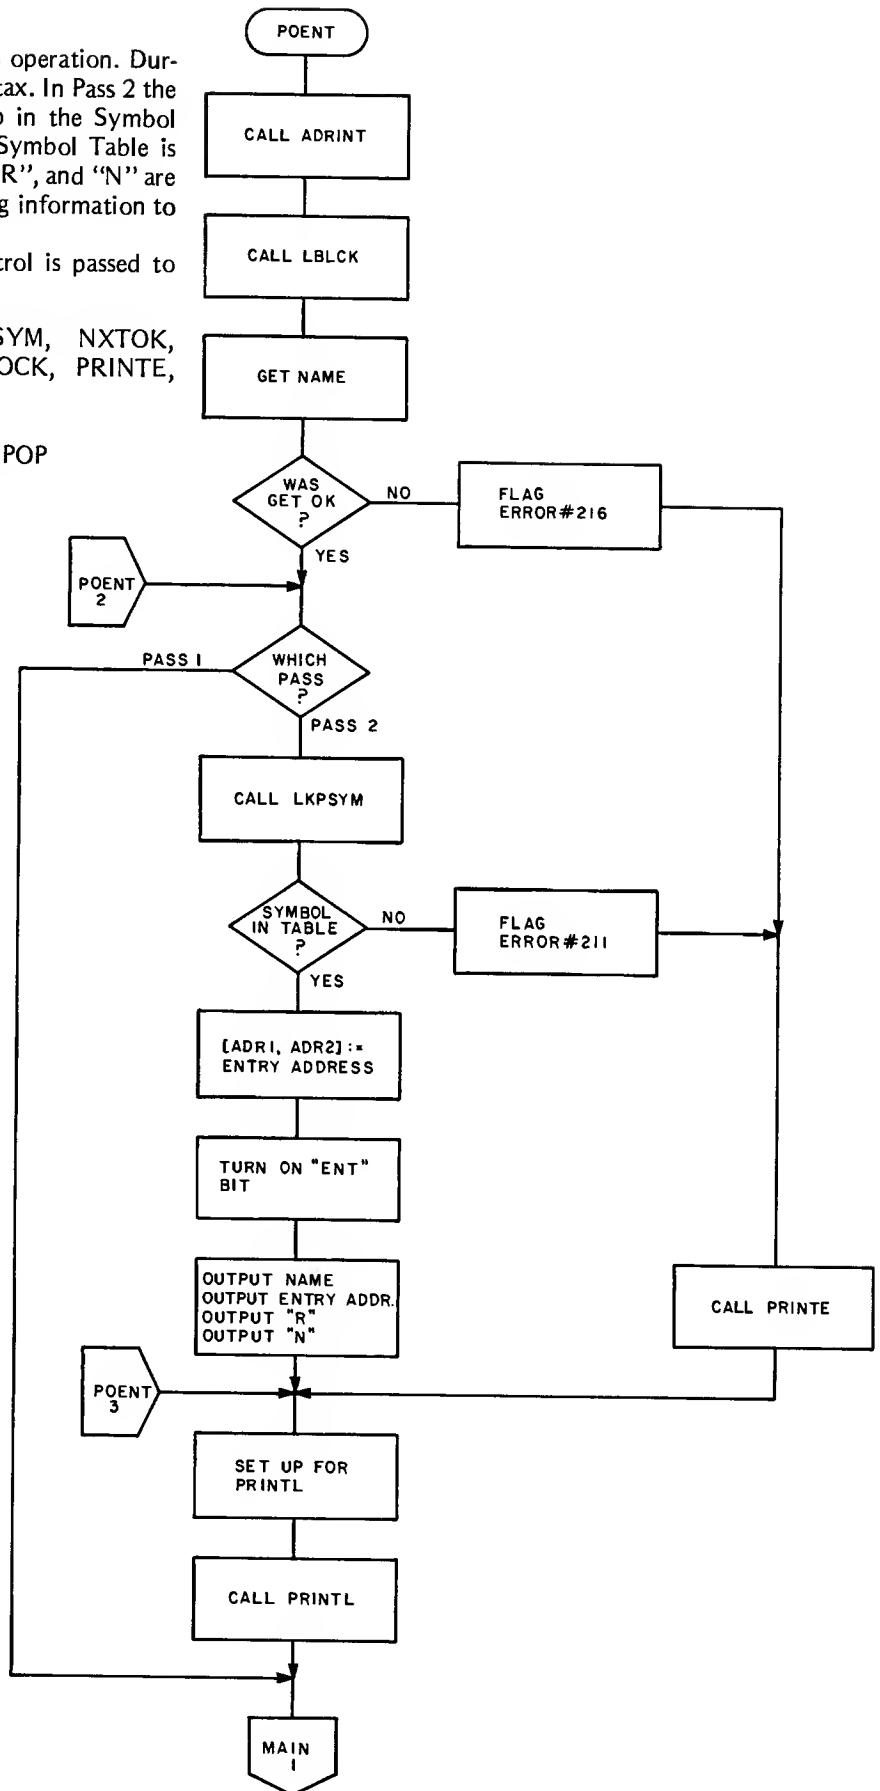 operation. Dur-
tax. In Pass 2 the
in the Symbol
Symbol Table is
R”, and “N” are
g information to
trol is passed to
SYM, NXTOK,
OCK, PRINTE,
POP
POENT
CALL ADRINT
CALL LBLCK
GET NAME
WAS
GET OK
?
NO
FLAG
ERROR#216
YES
POENT
2
PASS 1
WHICH
PASS
?
PASS 2
CALL LKPSYM
SYMBOL
IN TABLE
?
NO
FLAG
ERROR#211
YES
[ADR1, ADR2] :=
ENTRY ADDRESS
TURN ON "ENT"
BIT
OUTPUT NAME
OUTPUT ENTRY ADDR.
OUTPUT "R"
OUTPUT "N"
CALL PRINTE
POENT
3
SET UP FOR
PRINTL
CALL PRINTL
MAIN
1